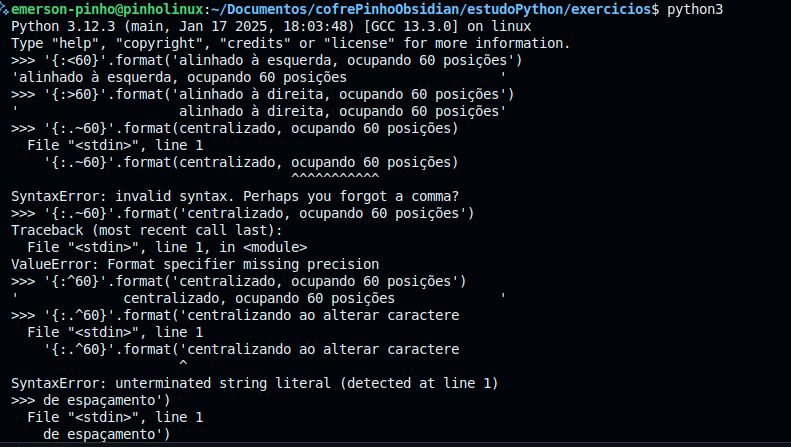 emerson-pinho@pinholinux:~/Documentos/cofrePinhoObsidian/estudoPython/exercicios$ python3
Python 3.12.3 (main, Jan 17 2025, 18:03:48) [GCC 13.3.0] on linux
Type "help", "copyright", "credits" or "license" for more information.
>>> '{:<60}'.format('alinhado à esquerda, ocupando 60 posições')
'alinhado à esquerda, ocupando 60 posições                   '
>>> '{:>60}'.format('alinhado à direita, ocupando 60 posições')
'                    alinhado à direita, ocupando 60 posições'
>>> '{:.~60}'.format(centralizado, ocupando 60 posições)
  File "<stdin>", line 1
    '{:.~60}'.format(centralizado, ocupando 60 posições)
                                   ^^^^^^^^^^^
SyntaxError: invalid syntax. Perhaps you forgot a comma?
>>> '{:.~60}'.format('centralizado, ocupando 60 posições')
Traceback (most recent call last):
  File "<stdin>", line 1, in <module>
ValueError: Format specifier missing precision
>>> '{:^60}'.format('centralizado, ocupando 60 posições')
'             centralizado, ocupando 60 posições             '
>>> '{:.^60}'.format('centralizando ao alterar caractere
  File "<stdin>", line 1
    '{:.^60}'.format('centralizando ao alterar caractere
                     ^
SyntaxError: unterminated string literal (detected at line 1)
>>> de espaçamento')
  File "<stdin>", line 1
    de espaçamento')